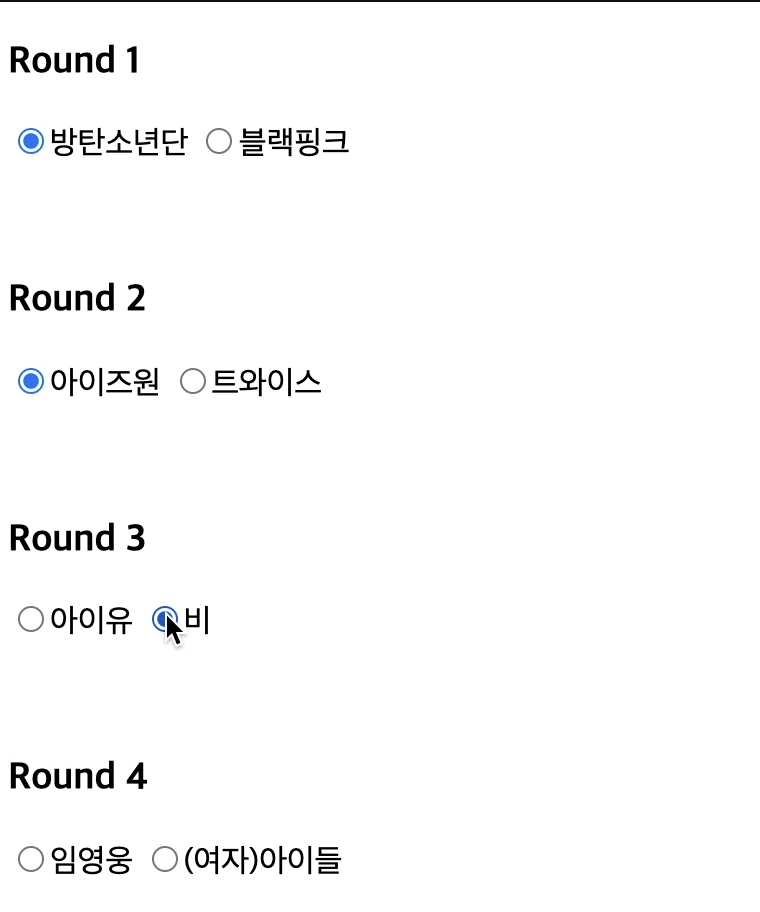 Round 1
방탄소년단 블랙핑크
Round 2
아이즈원 트와이스
Round 3
아이유 비
Round 4
임영웅 (여자)아이들